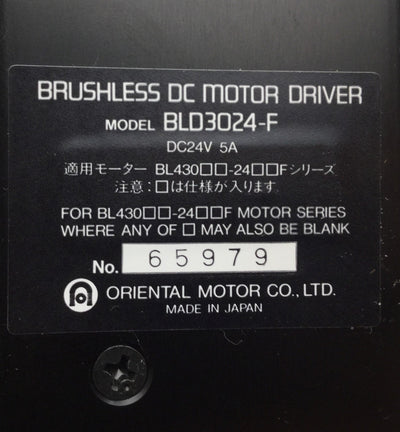 BRUSHLESS DC MOTOR DRIVER
MODEL BLD3024-F
DC24V 5A
適用モーター BL430□□-24□□Fシリーズ
注意:□は仕様が入ります
FOR BL430□□-24□□F MOTOR SERIES
WHERE ANY OF □ MAY ALSO BE BLANK
No. 65979
ORIENTAL MOTOR CO., LTD.
MADE IN JAPAN